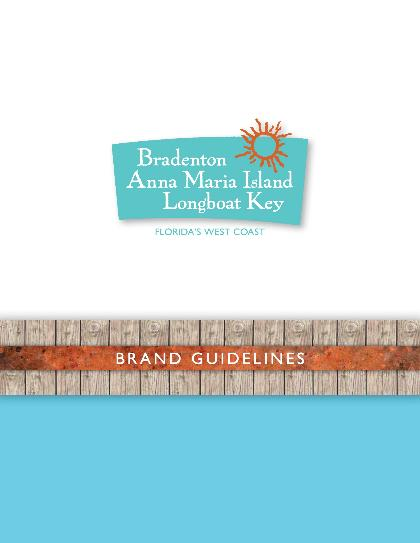 Bradenton
Anna Maria Island
Longboat Key
FLORIDA'S WEST COAST
BRAND GUIDELINES